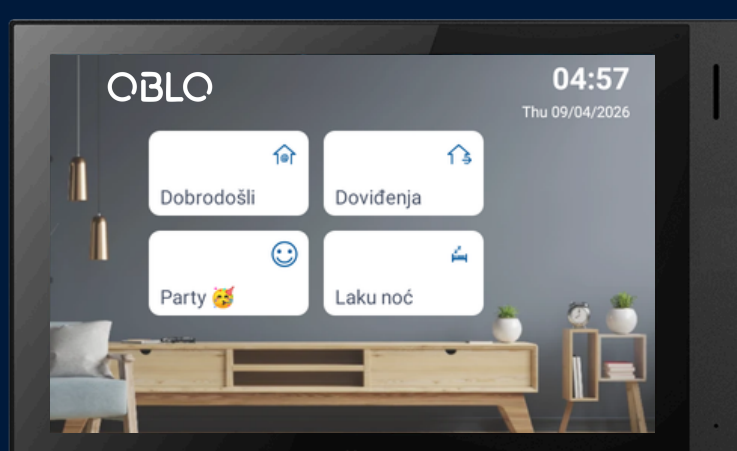 OBLO
04:57
Thu 09/04/2026
Dobrodošli
Doviđenja
Party 🥳
Laku noć